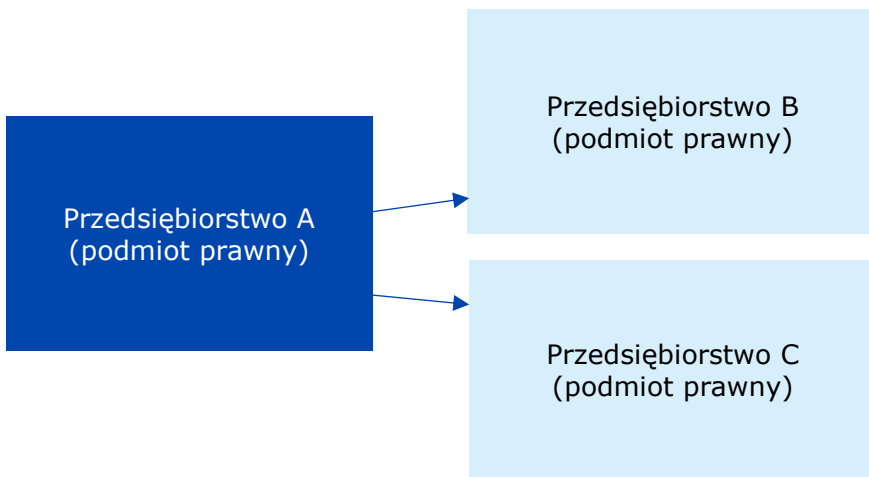 Przedsiębiorstwo A
(podmiot prawny)
Przedsiębiorstwo B
(podmiot prawny)
Przedsiębiorstwo C
(podmiot prawny)